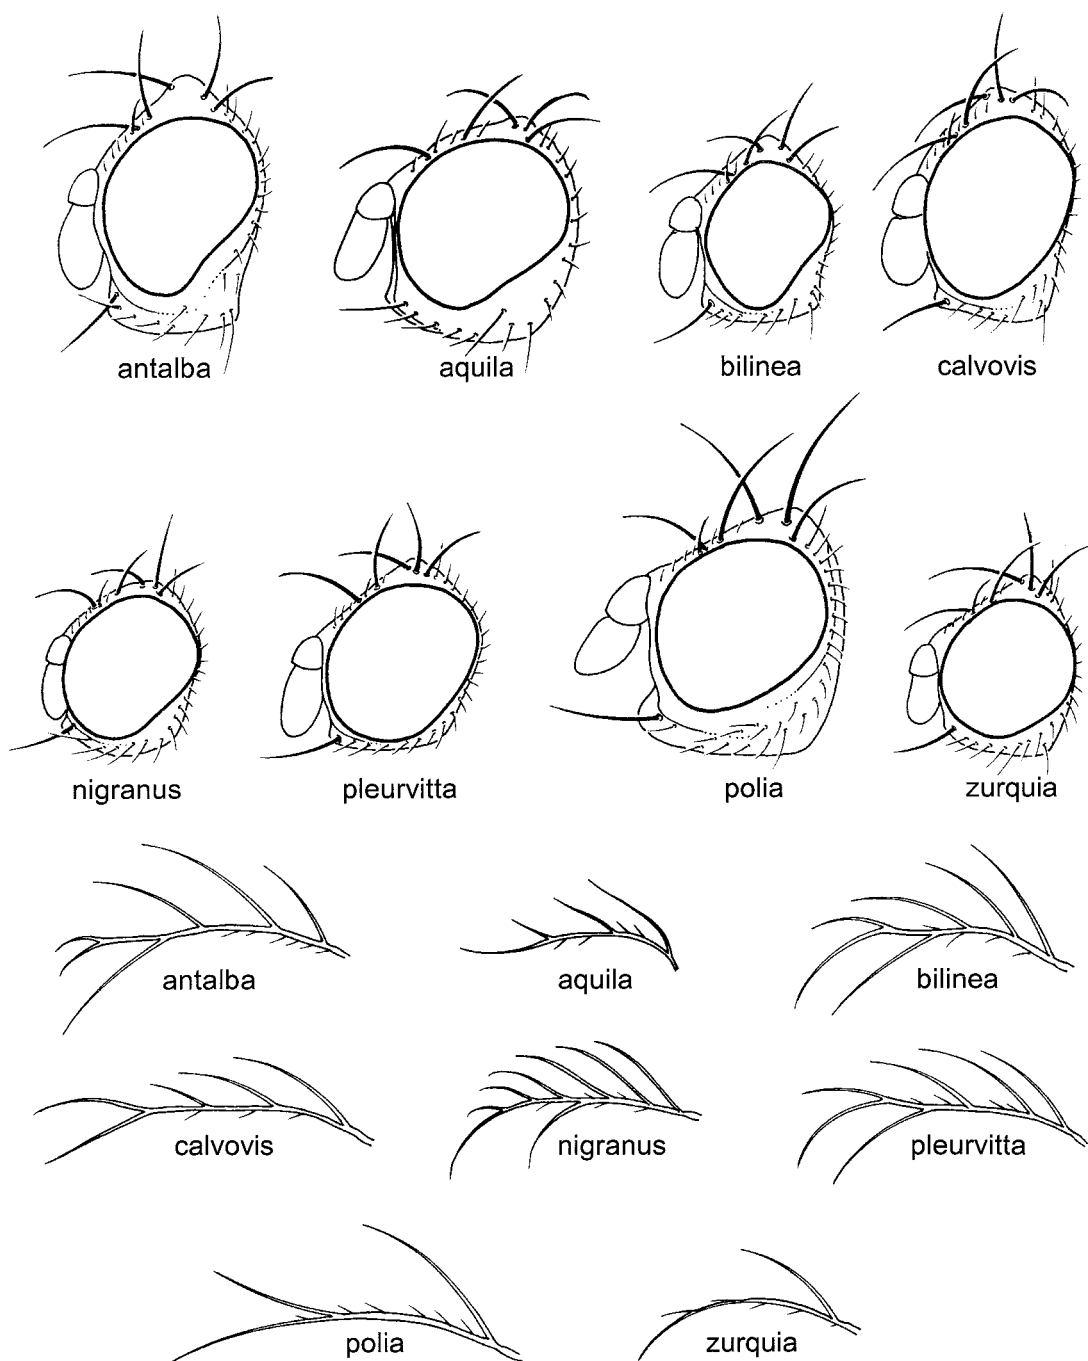 antalba
aquila
bilinea
calvovis
nigranus
pleurvitta
polia
zurquia
antalba
aquila
bilinea
calvovis
nigranus
pleurvitta
polia
zurquia